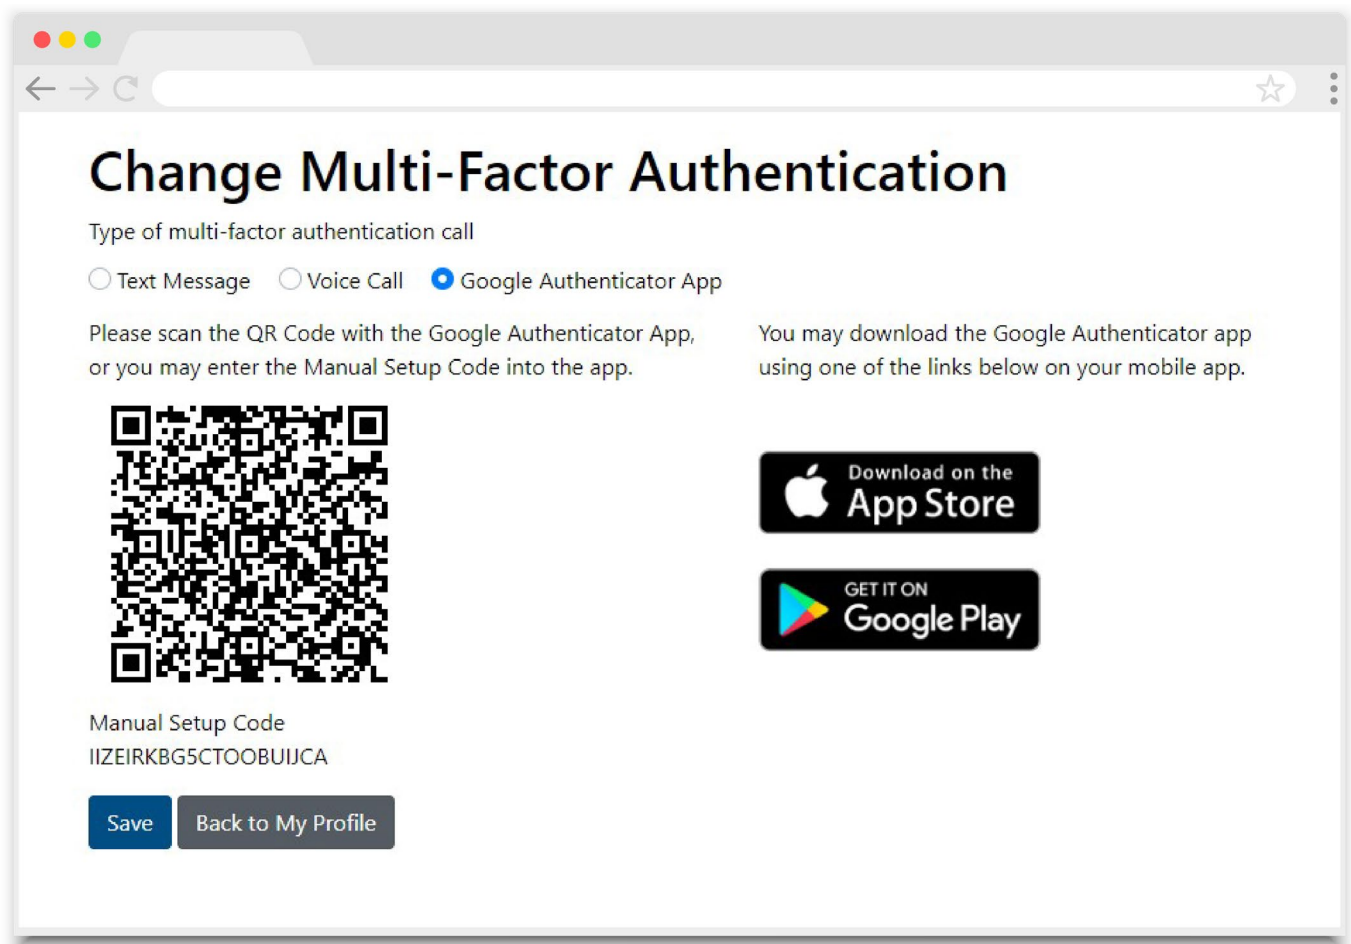 Change Multi-Factor Authentication
Type of multi-factor authentication call
Text Message Voice Call Google Authenticator App
Please scan the QR Code with the Google Authenticator App,
or you may enter the Manual Setup Code into the app.
You may download the Google Authenticator app
using one of the links below on your mobile app.
Download on the
App Store
GET IT ON
Google Play
Manual Setup Code
IIZEIRKBG5CTOOBUIJCA
Save Back to My Profile